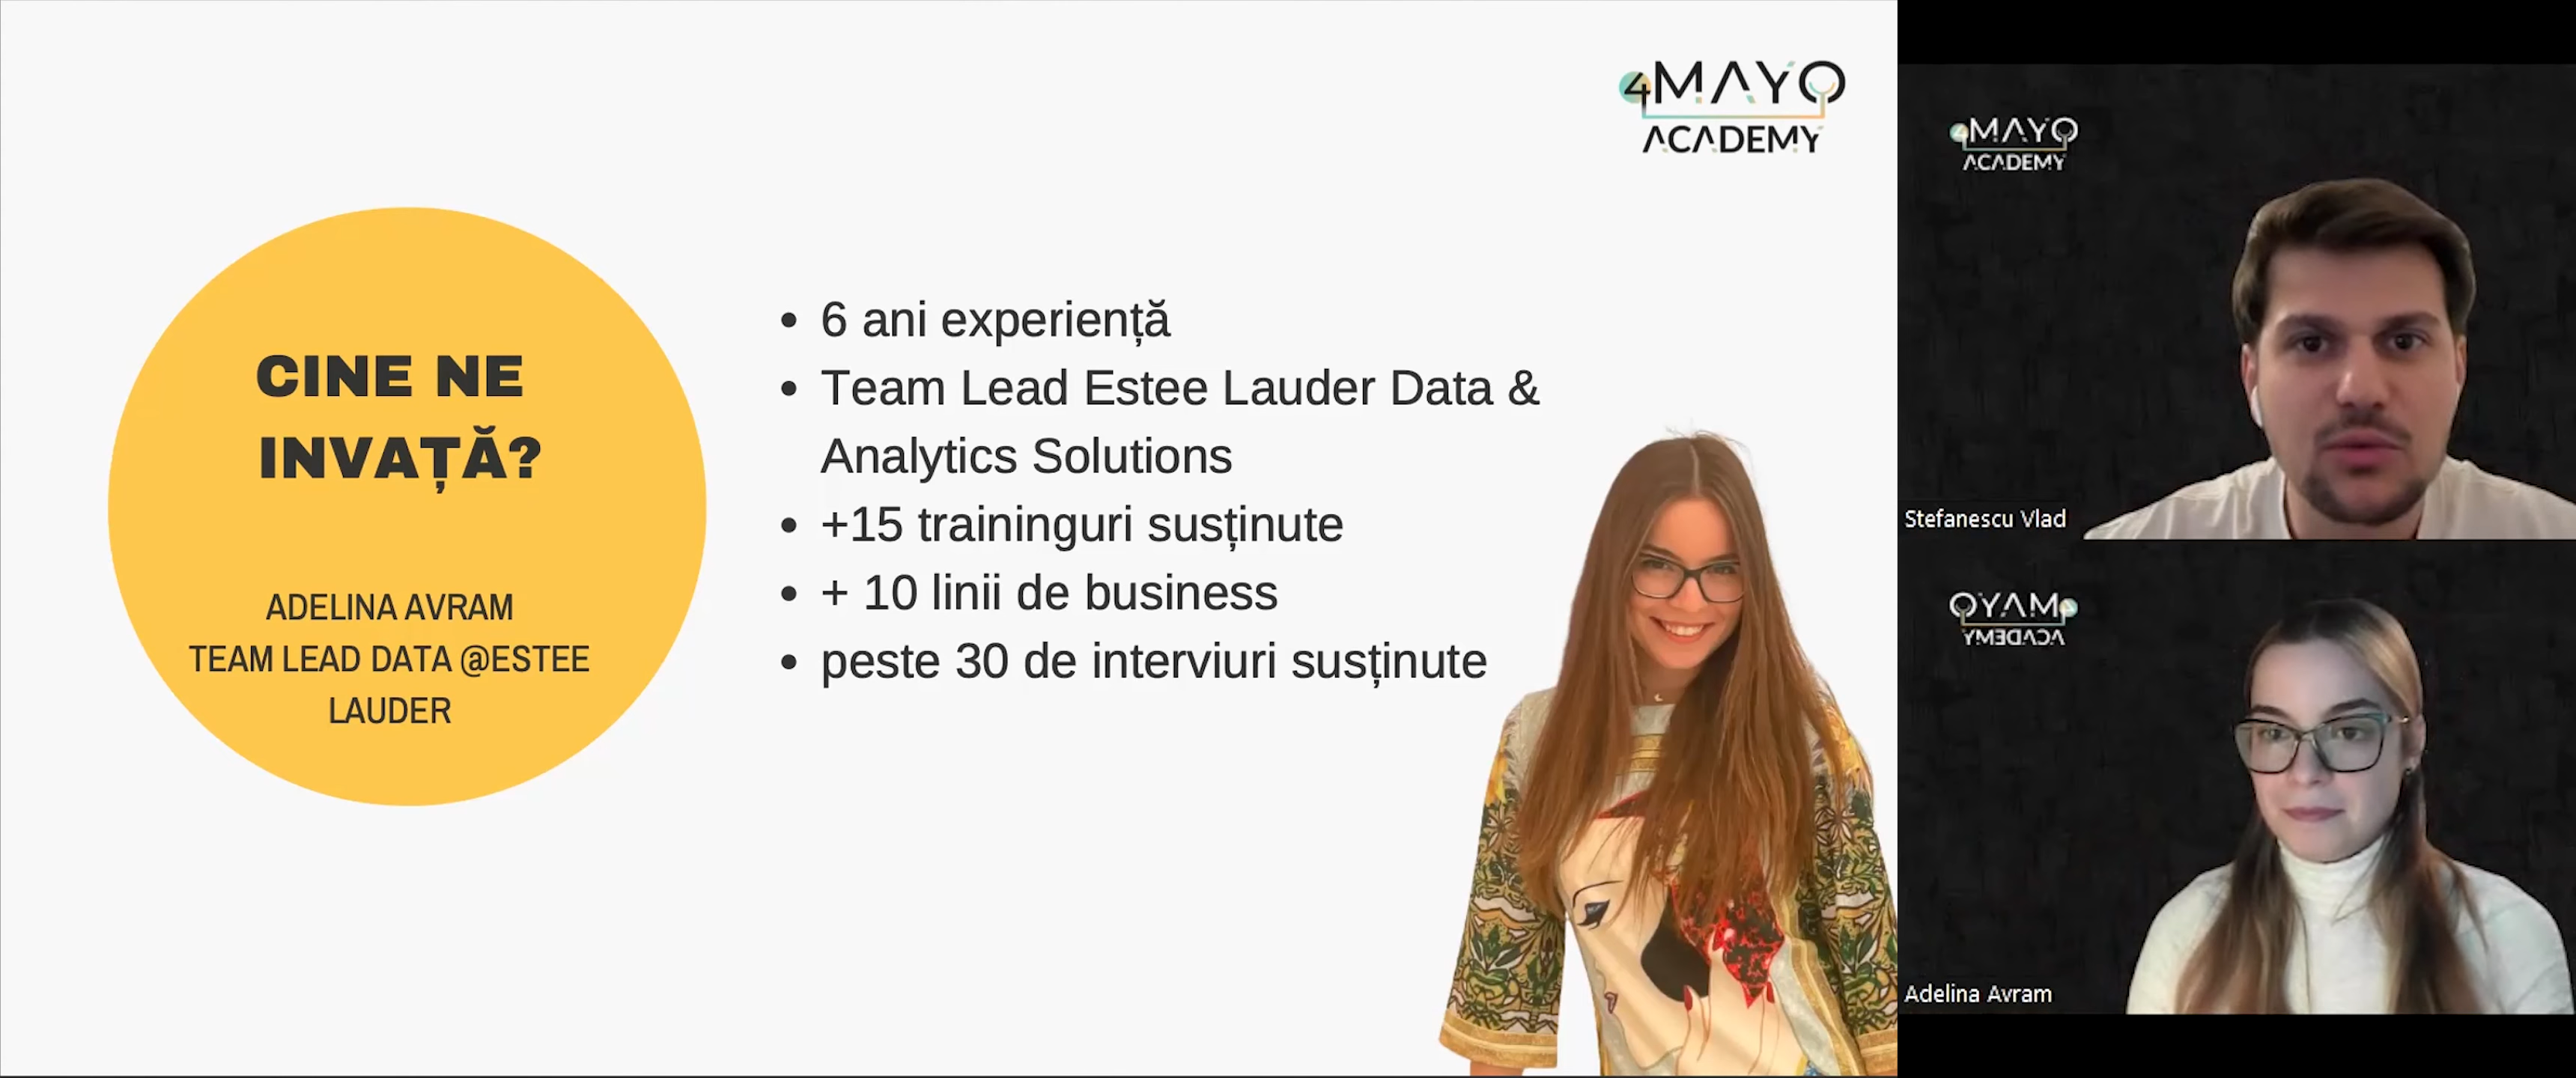 4MAYO
ACADEMY
CINE NE
INVAȚĂ?
ADELINA AVRAM
TEAM LEAD DATA @ESTEE
LAUDER
• 6 ani experiență
• Team Lead Estee Lauder Data &
Analytics Solutions
• +15 traininguri susținute
• + 10 linii de business
• peste 30 de interviuri susținute
4MAYO
ACADEMY
Stefanescu Vlad
4MAYO
ACADEMY
Adelina Avram